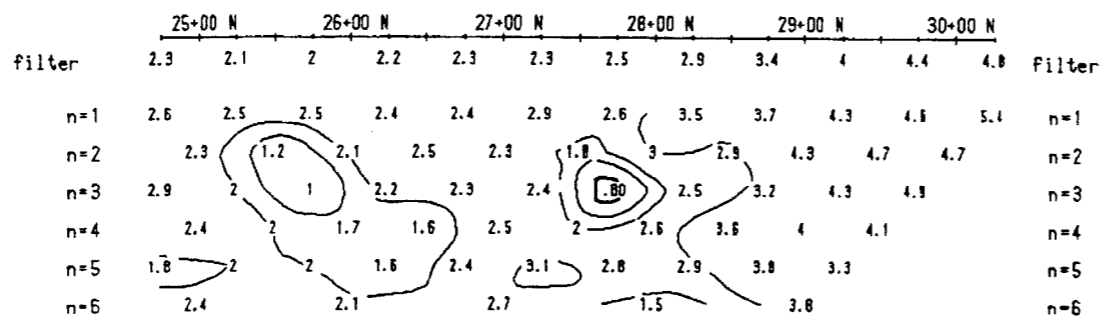 25+00 N 26+00 N 27+00 N 28+00 N 29+00 N 30+00 N
filter 2.3 2.1 2 2.2 2.3 2.3 2.5 2.9 3.4 4 4.4 4.8 filter
n=1 2.6 2.5 2.5 2.4 2.4 2.9 2.6 3.5 3.7 4.3 4.6 5.4 n=1
n=2 2.3 1.2 2.1 2.5 2.3 1.8 3 2.9 4.3 4.7 4.7 n=2
n=3 2.9 2 1 2.2 2.3 2.4 .80 2.5 3.2 4.3 4.9 n=3
n=4 2.4 2 1.7 1.6 2.5 2 2.6 3.6 4 4.1 n=4
n=5 1.8 2 2 1.6 2.4 3.1 2.8 2.9 3.8 3.3 n=5
n=6 2.4 2.1 2.7 1.5 3.8 n=6